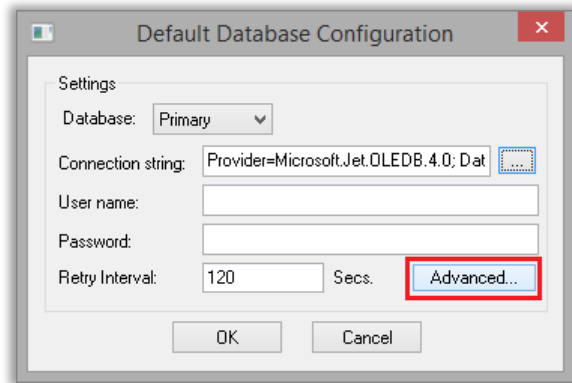 Default Database Configuration
Settings
Database: Primary
Connection string: Provider=Microsoft.Jet.OLEDB.4.0; Dat ...
User name:
Password:
Retry Interval: 120 Secs. Advanced...
OK Cancel